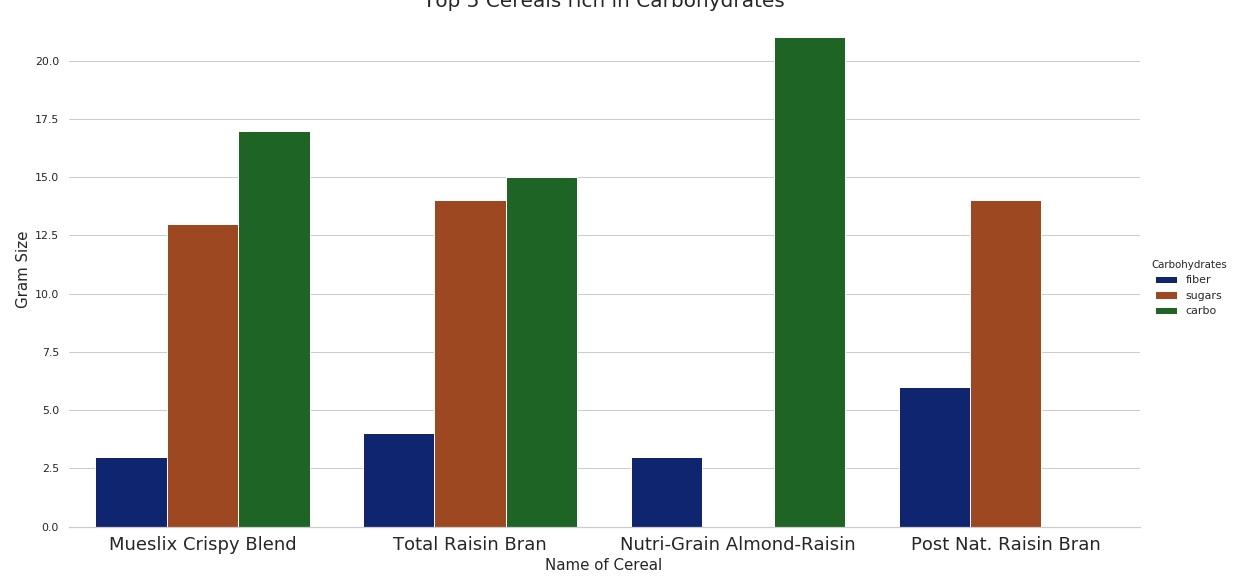 Top 5 Cereals rich in Carbohydrates
20.0
17.5
15.0
12.5
10.0
7.5
5.0
2.5
0.0
Gram Size
Mueslix Crispy Blend
Total Raisin Bran
Nutri-Grain Almond-Raisin
Post Nat. Raisin Bran
Name of Cereal
Carbohydrates
fiber
sugars
carbo